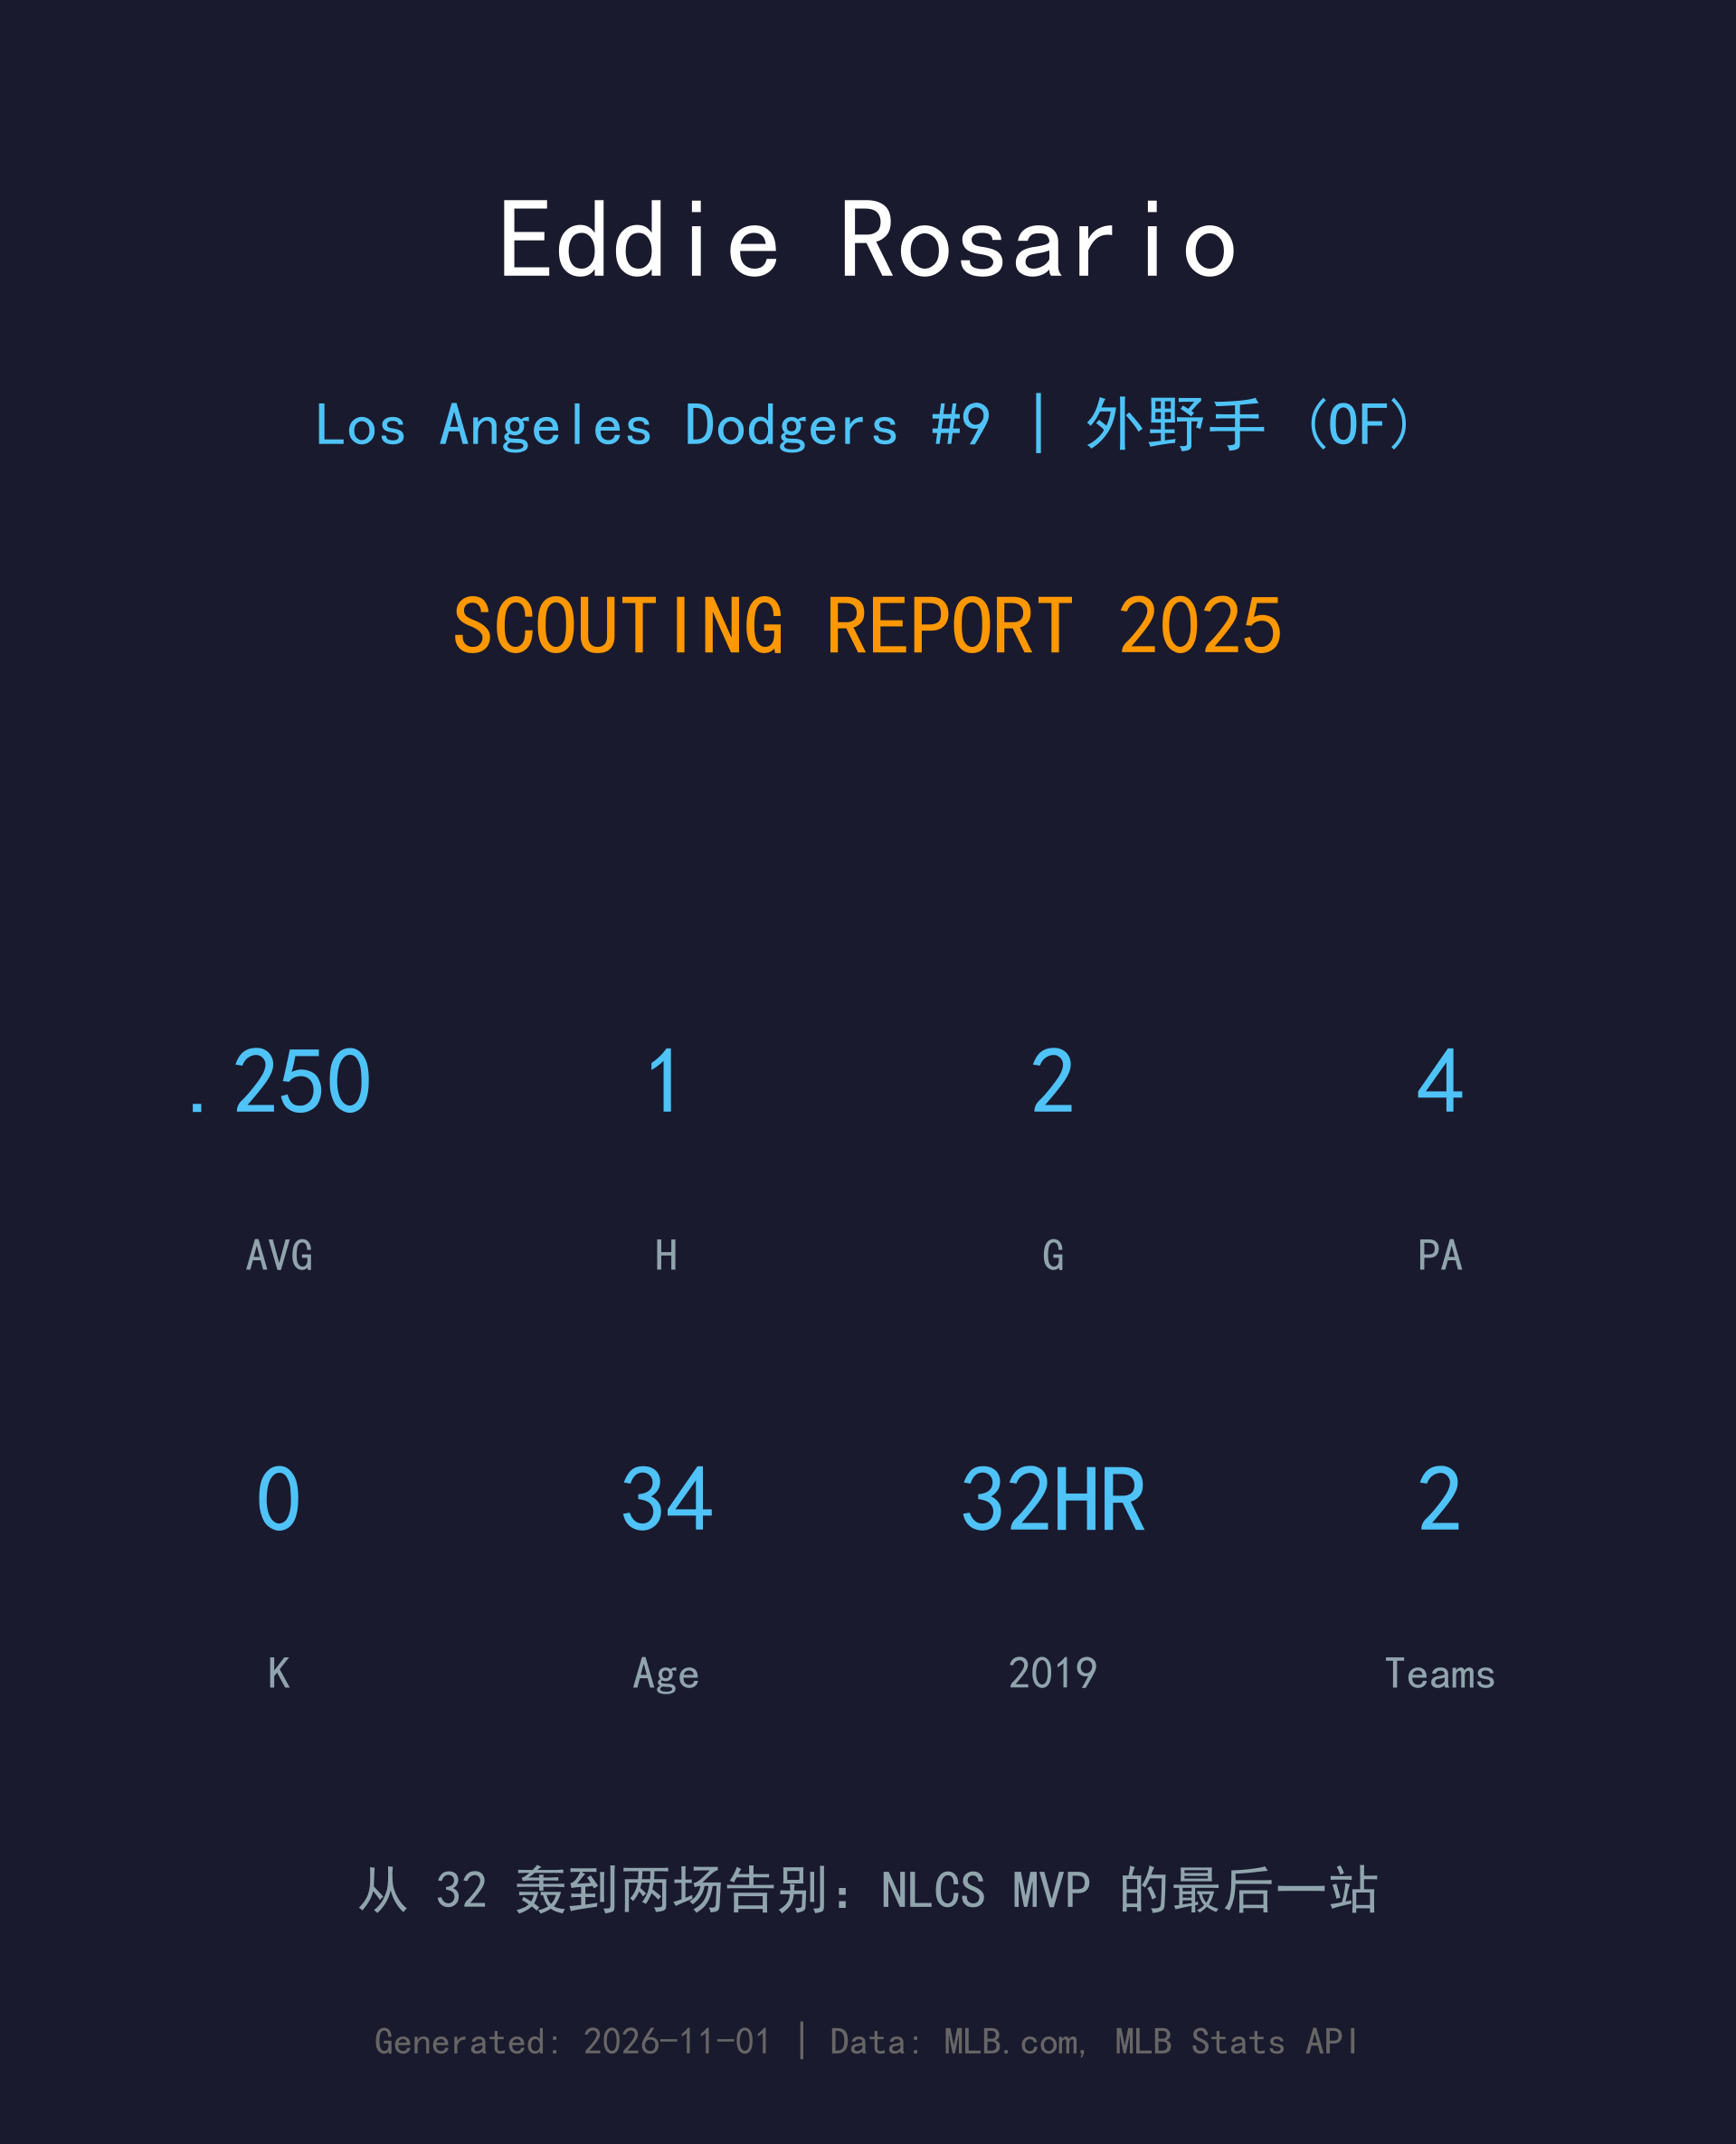 Eddie Rosario
Los Angeles Dodgers #9 | 外野手 (OF)
SCOUTING REPORT 2025
.250 1 2 4
AVG H G PA
0 34 32HR 2
K Age 2019 Teams
从 32 轰到两场告别: NLCS MVP 的最后一站
Generated: 2026-11-01 | Data: MLB.com, MLB Stats API